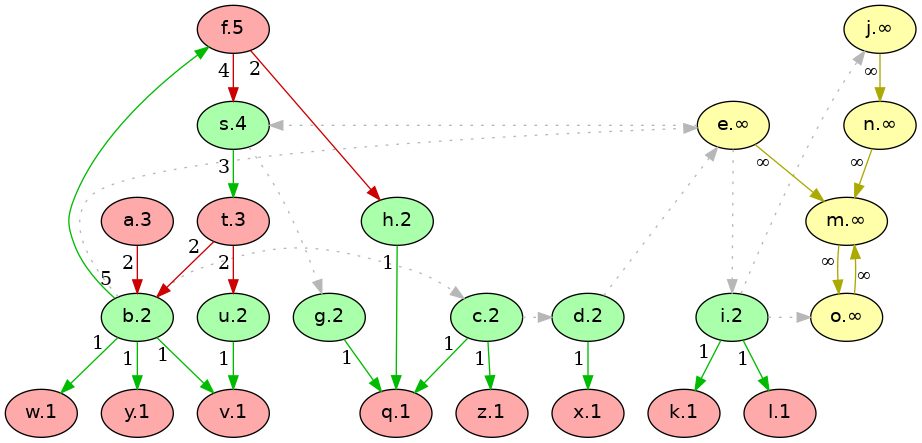 f.5
j.∞
4
2
∞
s.4
e.∞
n.∞
3
∞
∞
a.3
t.3
h.2
m.∞
2
2
2
1
∞
∞
5
b.2
u.2
g.2
c.2
d.2
i.2
o.∞
1
1
1
1
1
1
1
1
1
1
w.1
y.1
v.1
q.1
z.1
x.1
k.1
l.1